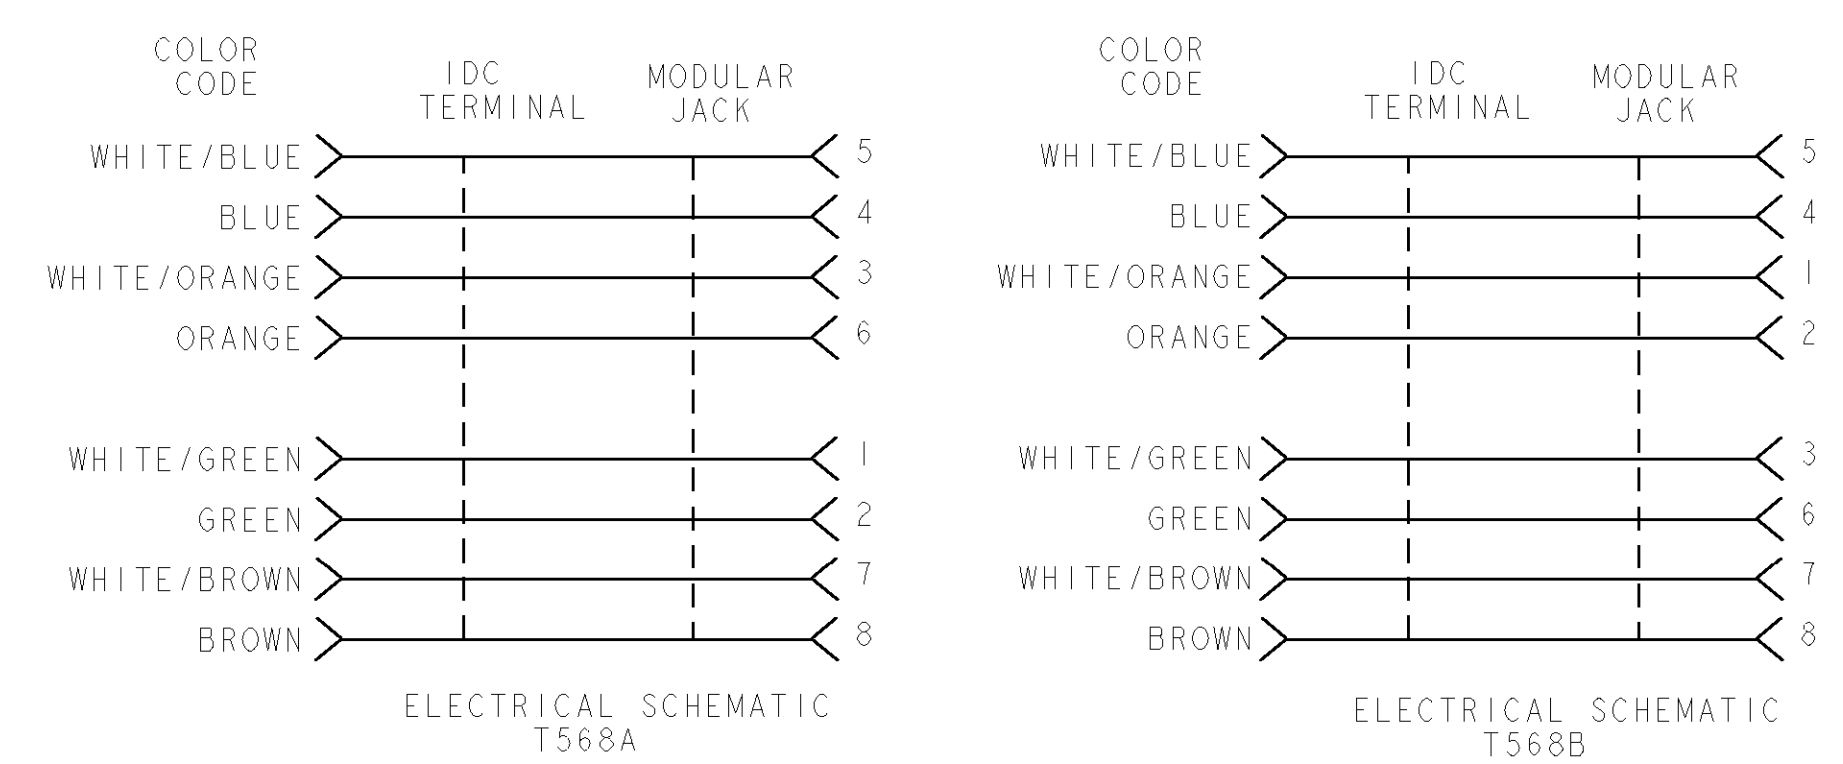 COLOR
CODE
IDC
TERMINAL
MODULAR
JACK
WHITE/BLUE 5
BLUE 4
WHITE/ORANGE 3
ORANGE 6
WHITE/GREEN 1
GREEN 2
WHITE/BROWN 7
BROWN 8
ELECTRICAL SCHEMATIC
T568A
COLOR
CODE
IDC
TERMINAL
MODULAR
JACK
WHITE/BLUE 5
BLUE 4
WHITE/ORANGE 1
ORANGE 2
WHITE/GREEN 3
GREEN 6
WHITE/BROWN 7
BROWN 8
ELECTRICAL SCHEMATIC
T568B